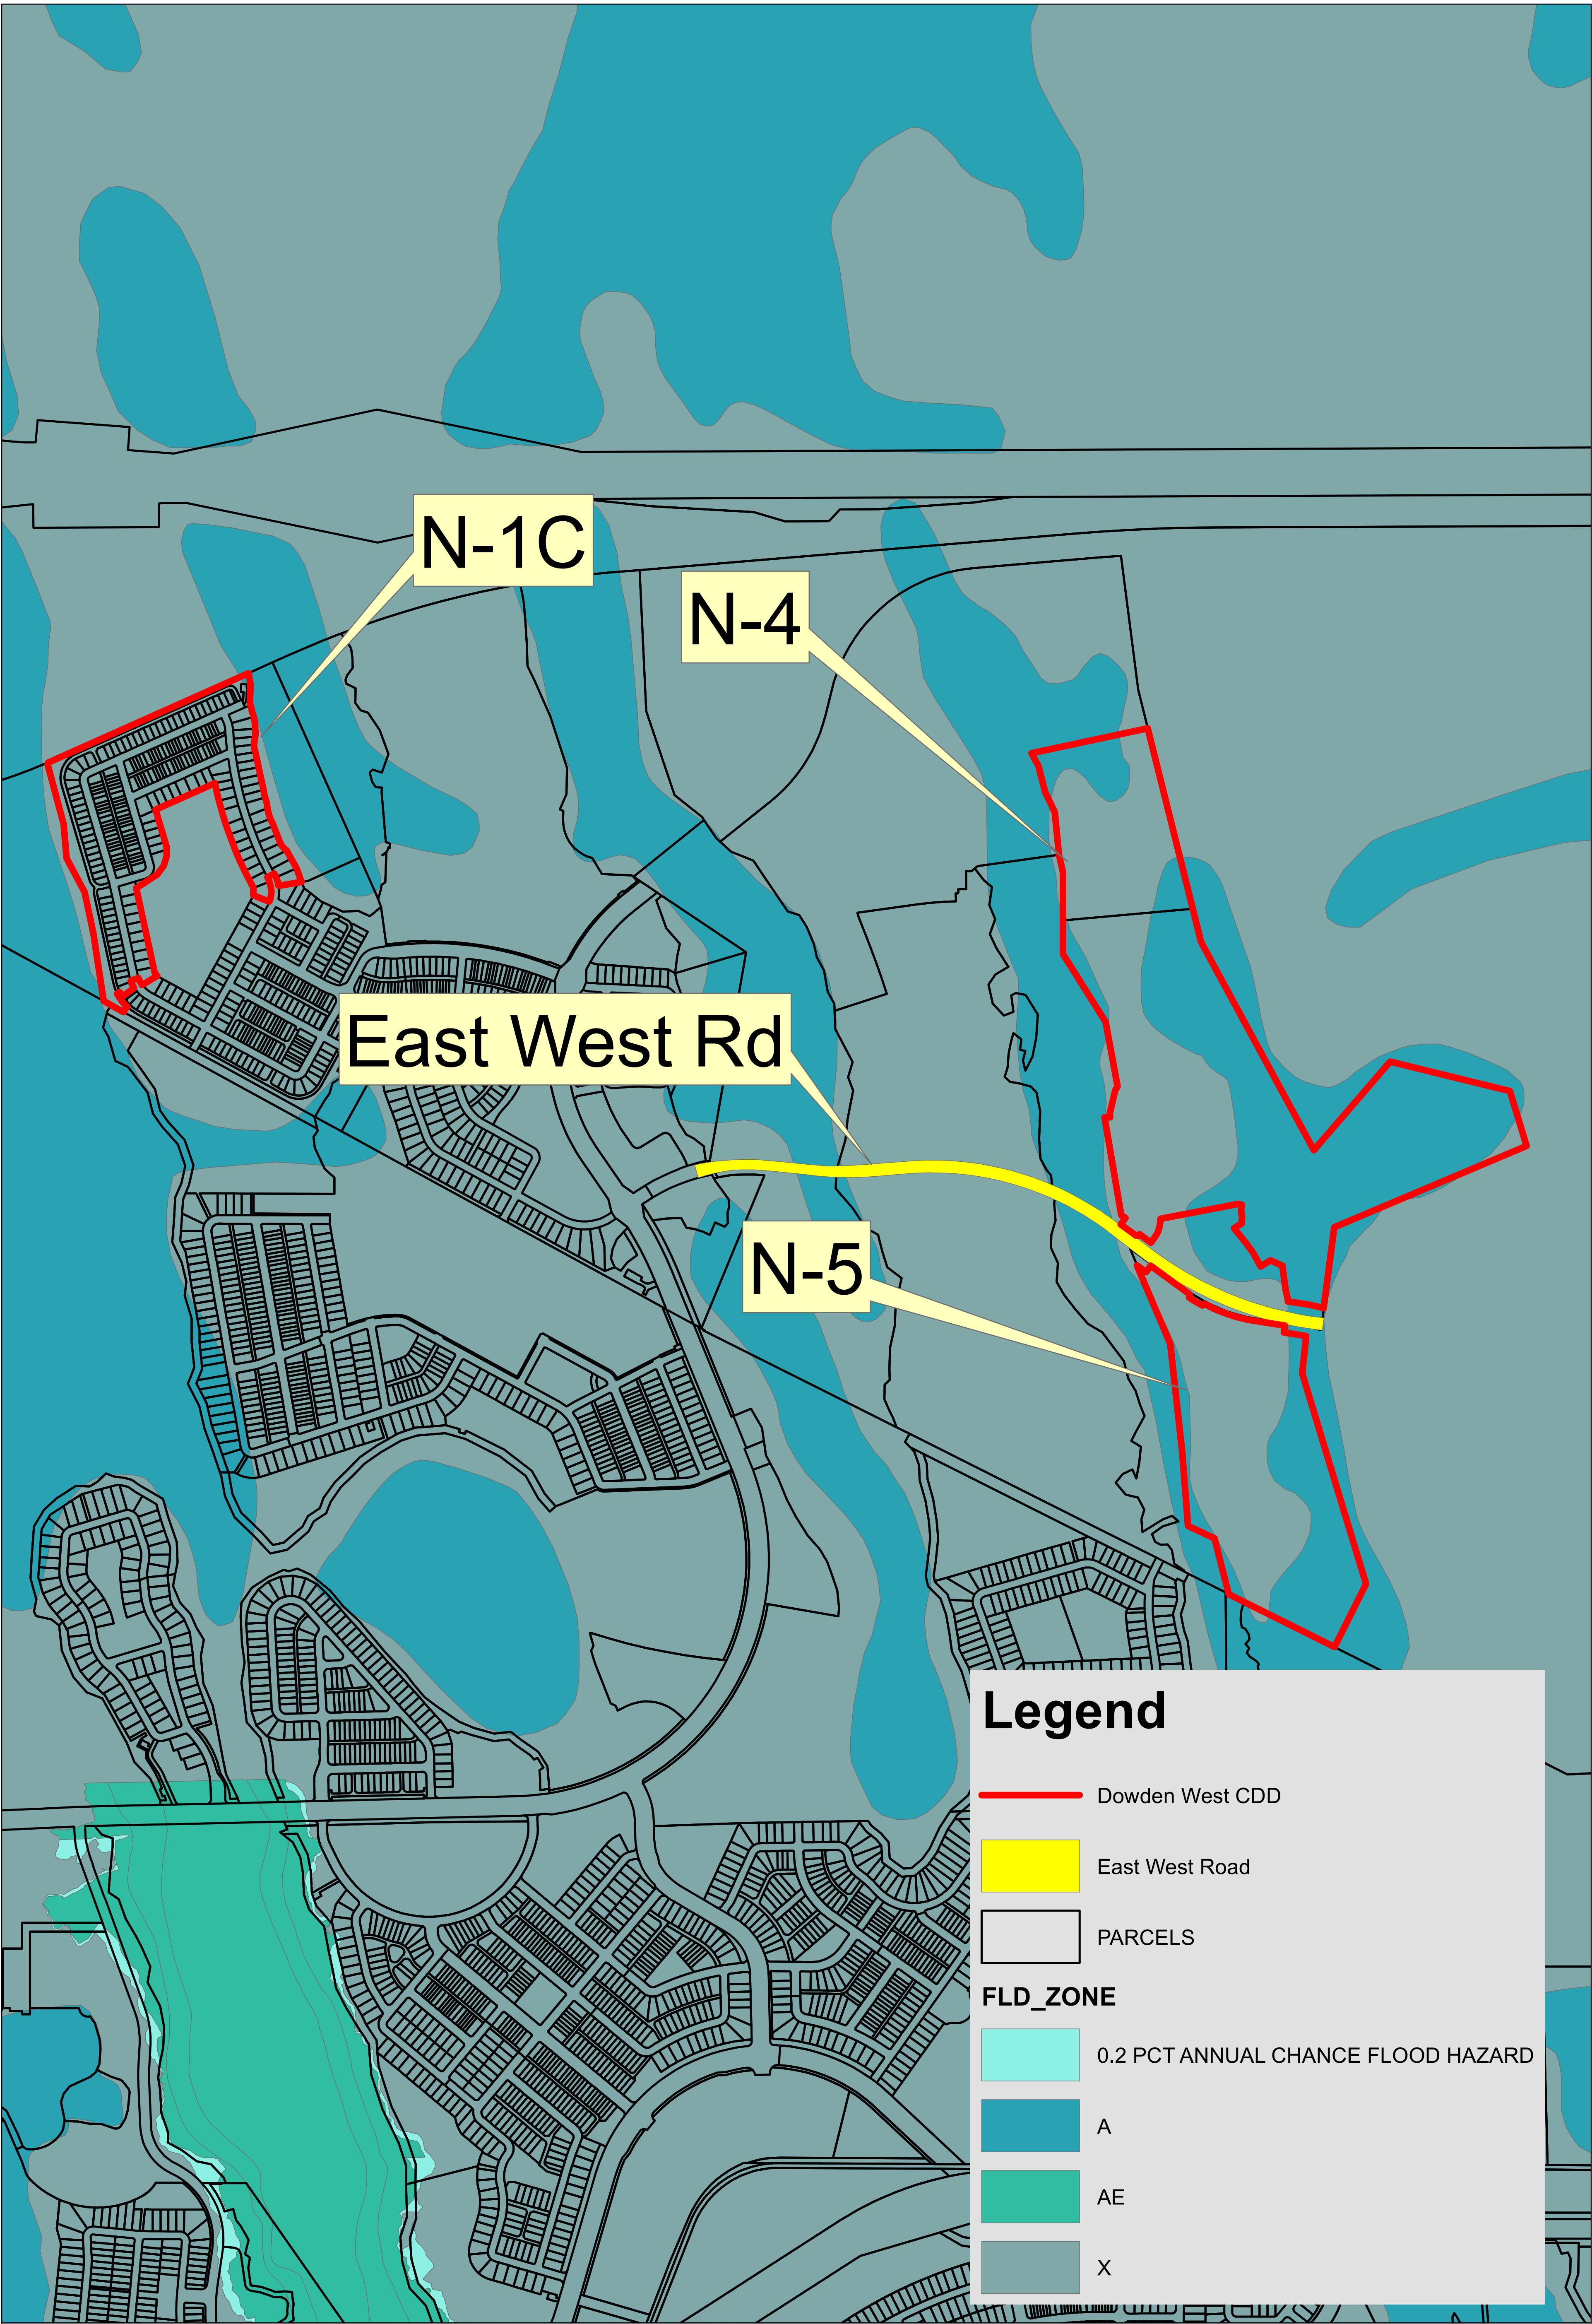 N-1C
N-4
East West Rd
N-5
Legend
Dowden West CDD
East West Road
PARCELS
FLD_ZONE
0.2 PCT ANNUAL CHANCE FLOOD HAZARD
A
AE
X